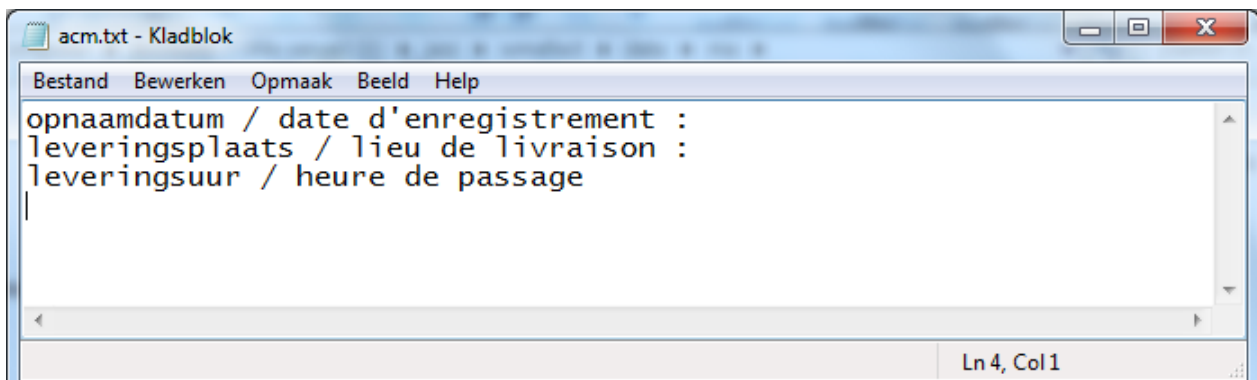 acm.txt - Kladblok
Bestand Bewerken Opmaak Beeld Help
opnaamdatum / date d'enregistrement :
leveringsplaats / lieu de livraison :
leveringsuur / heure de passage
Ln 4, Col 1